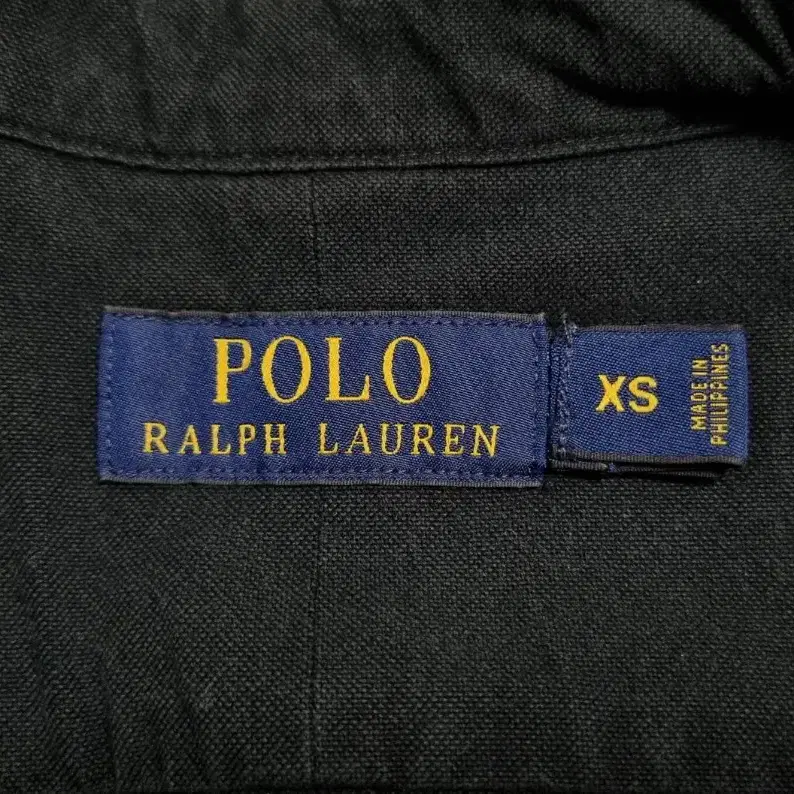 POLO
RALPH LAUREN
XS
MADE IN
PHILIPPINES